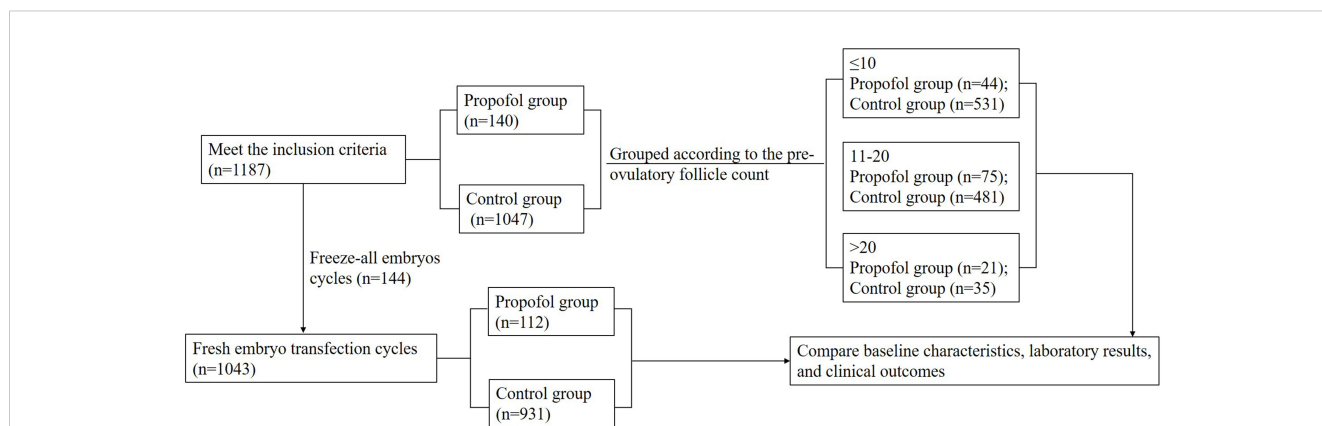 Meet the inclusion criteria
(n=1187)
Propofol group
(n=140)
Control group
(n=1047)
Grouped according to the pre-
ovulatory follicle count
≤10
Propofol group (n=44);
Control group (n=531)
11-20
Propofol group (n=75);
Control group (n=481)
>20
Propofol group (n=21);
Control group (n=35)
Freeze-all embryos
cycles (n=144)
Fresh embryo transfection cycles
(n=1043)
Propofol group
(n=112)
Control group
(n=931)
Compare baseline characteristics, laboratory results,
and clinical outcomes